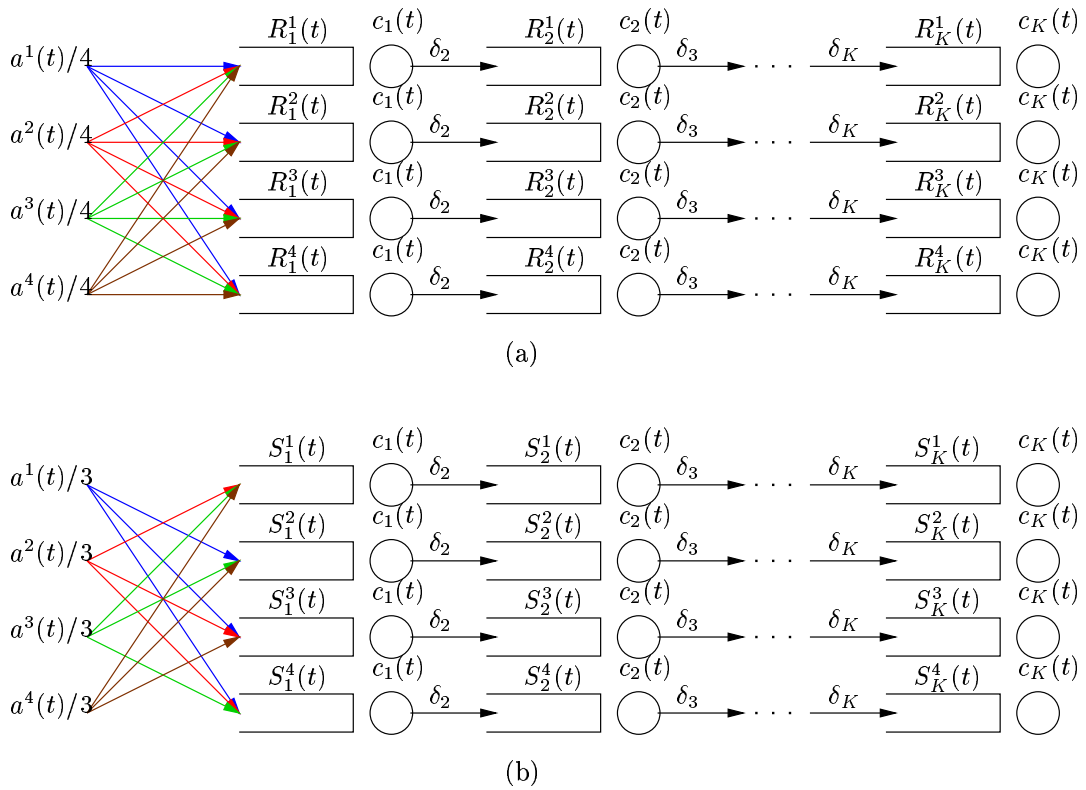 R_1^1(t) c_1(t) R_2^1(t) c_2(t) R_K^1(t) c_K(t)
a^1(t)/4 δ_2 δ_3 · · · δ_K
R_1^2(t) c_1(t) R_2^2(t) c_2(t) R_K^2(t) c_K(t)
a^2(t)/4 δ_2 δ_3 · · · δ_K
R_1^3(t) c_1(t) R_2^3(t) c_2(t) R_K^3(t) c_K(t)
a^3(t)/4 δ_2 δ_3 · · · δ_K
R_1^4(t) c_1(t) R_2^4(t) c_2(t) R_K^4(t) c_K(t)
a^4(t)/4 δ_2 δ_3 · · · δ_K
(a)
S_1^1(t) c_1(t) S_2^1(t) c_2(t) S_K^1(t) c_K(t)
a^1(t)/3 δ_2 δ_3 · · · δ_K
S_1^2(t) c_1(t) S_2^2(t) c_2(t) S_K^2(t) c_K(t)
a^2(t)/3 δ_2 δ_3 · · · δ_K
S_1^3(t) c_1(t) S_2^3(t) c_2(t) S_K^3(t) c_K(t)
a^3(t)/3 δ_2 δ_3 · · · δ_K
S_1^4(t) c_1(t) S_2^4(t) c_2(t) S_K^4(t) c_K(t)
a^4(t)/3 δ_2 δ_3 · · · δ_K
(b)